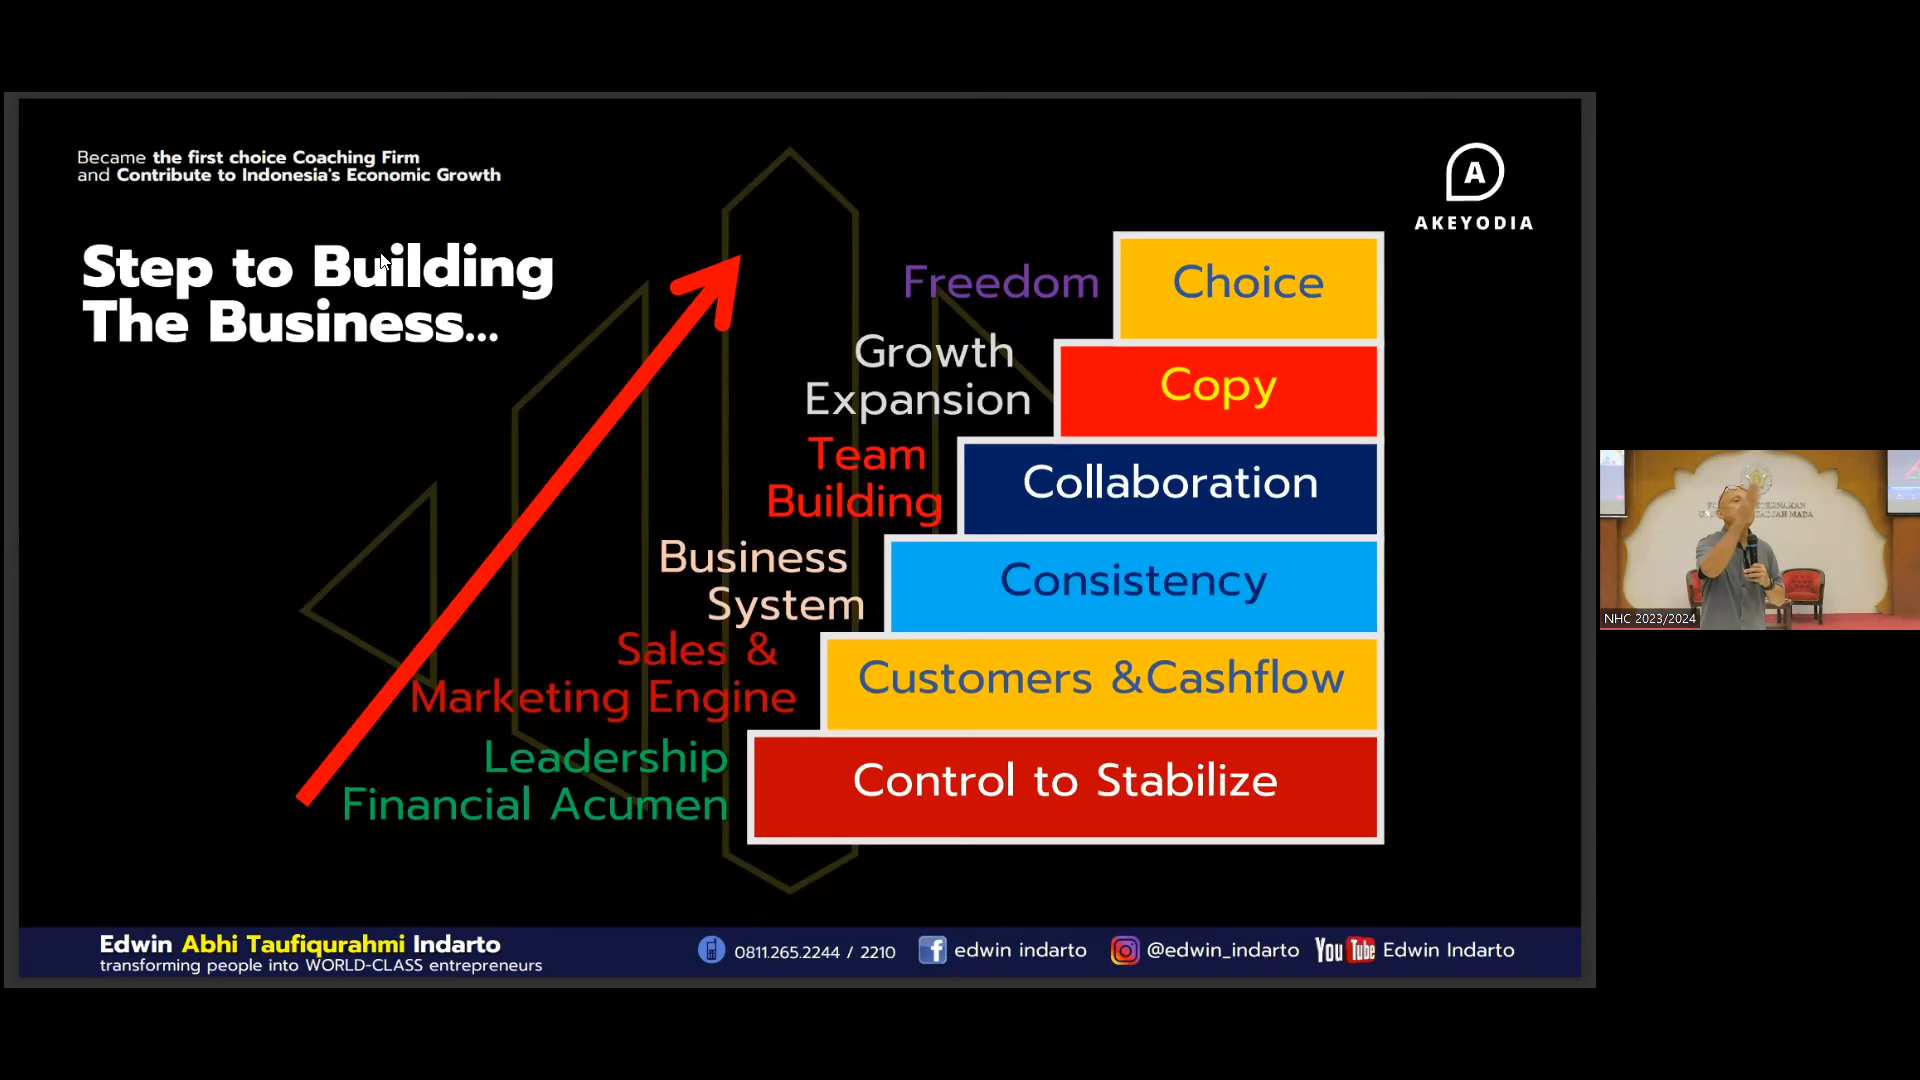 Became the first choice Coaching Firm
and Contribute to Indonesia's Economic Growth
A
AKEYODIA
Step to Building
The Business...
Freedom
Choice
Growth
Expansion
Copy
Team
Building
Collaboration
Business
System
Consistency
Sales &
Marketing Engine
Customers &Cashflow
Leadership
Financial Acumen
Control to Stabilize
NHC 2023/2024
Edwin Abhi Taufiqurahmi Indarto
transforming people into WORLD-CLASS entrepreneurs
0811.265.2244 / 2210
f edwin indarto
@edwin_indarto
YouTube Edwin Indarto